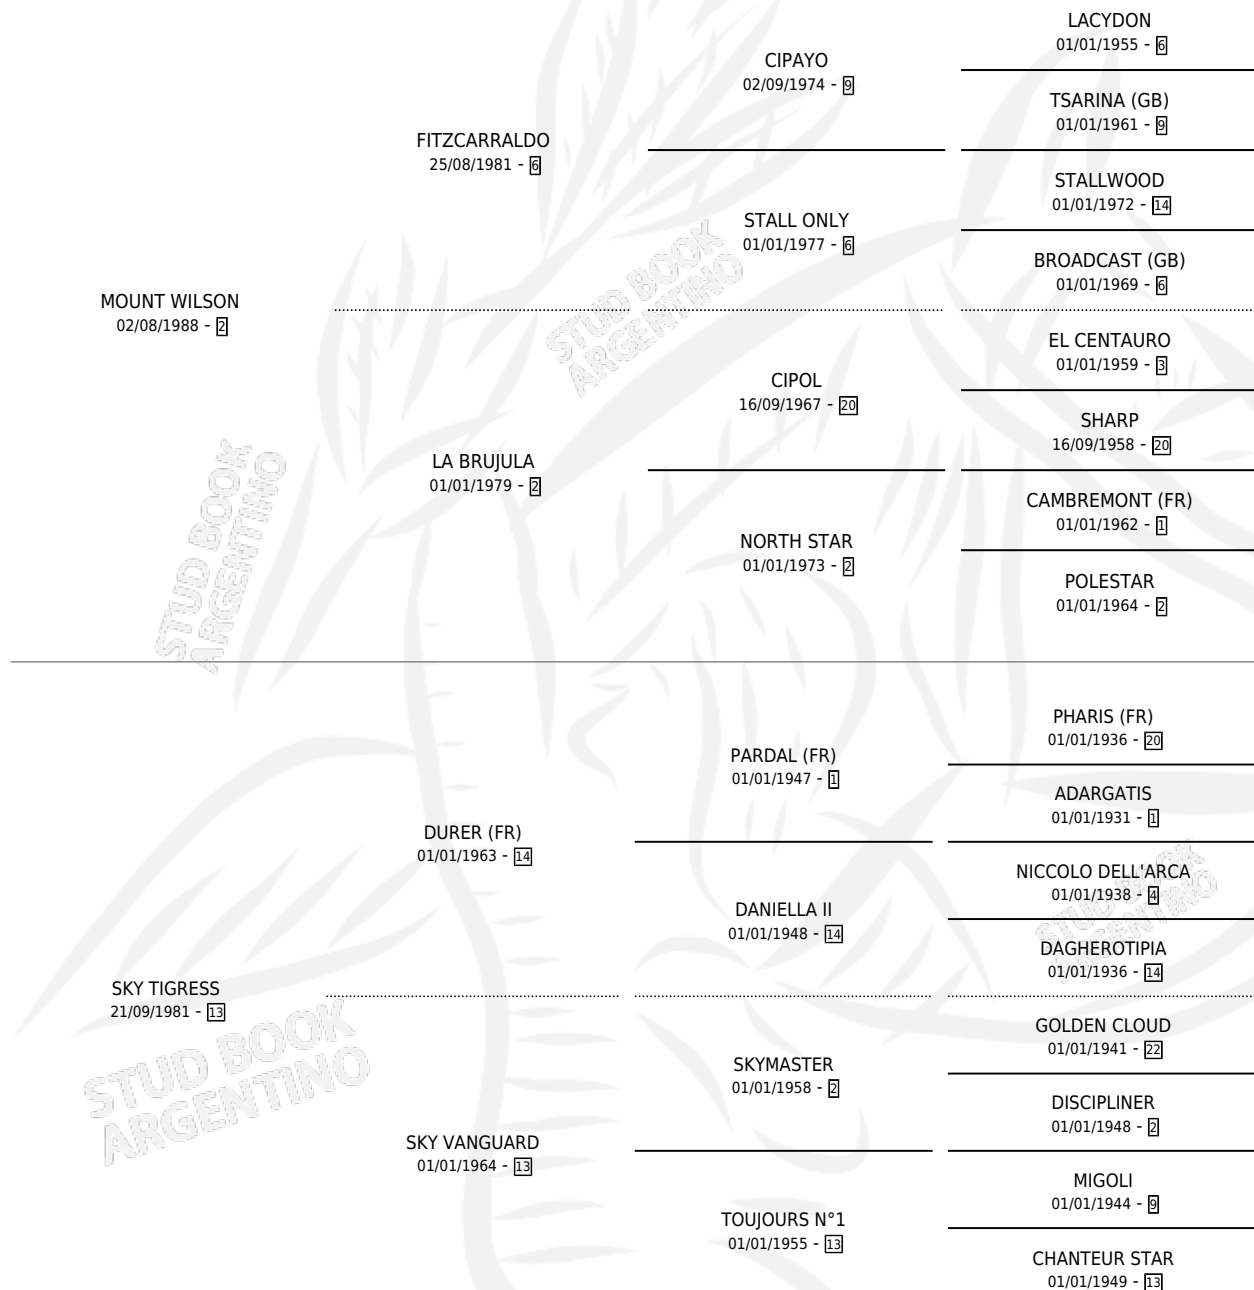 LACYDON
01/01/1955 - 6
CIPAYO
02/09/1974 - 9
TSARINA (GB)
01/01/1961 - 9
FITZCARRALDO
25/08/1981 - 6
STALLWOOD
01/01/1972 - 14
STALL ONLY
01/01/1977 - 6
BROADCAST (GB)
01/01/1969 - 6
MOUNT WILSON
02/08/1988 - 2
EL CENTAURO
01/01/1959 - 3
CIPOL
16/09/1967 - 20
SHARP
16/09/1958 - 20
LA BRUJULA
01/01/1979 - 2
CAMBREMONT (FR)
01/01/1962 - 1
NORTH STAR
01/01/1973 - 2
POLESTAR
01/01/1964 - 2
PHARIS (FR)
01/01/1936 - 20
PARDAL (FR)
01/01/1947 - 1
ADARGATIS
01/01/1931 - 1
DURER (FR)
01/01/1963 - 14
NICCOLO DELL'ARCA
01/01/1938 - 4
DANIELLA II
01/01/1948 - 14
DAGHEROTIPIA
01/01/1936 - 14
SKY TIGRESS
21/09/1981 - 13
GOLDEN CLOUD
01/01/1941 - 22
SKYMASTER
01/01/1958 - 2
DISCIPLINER
01/01/1948 - 2
SKY VANGUARD
01/01/1964 - 13
MIGOLI
01/01/1944 - 9
TOUJOURS N°1
01/01/1955 - 13
CHANTEUR STAR
01/01/1949 - 13
STUD BOOK
ARGENTINO
STUD BOOK
ARGENTINO
STUD BOOK
ARGENTINO
STUD BOOK
ARGENTINO